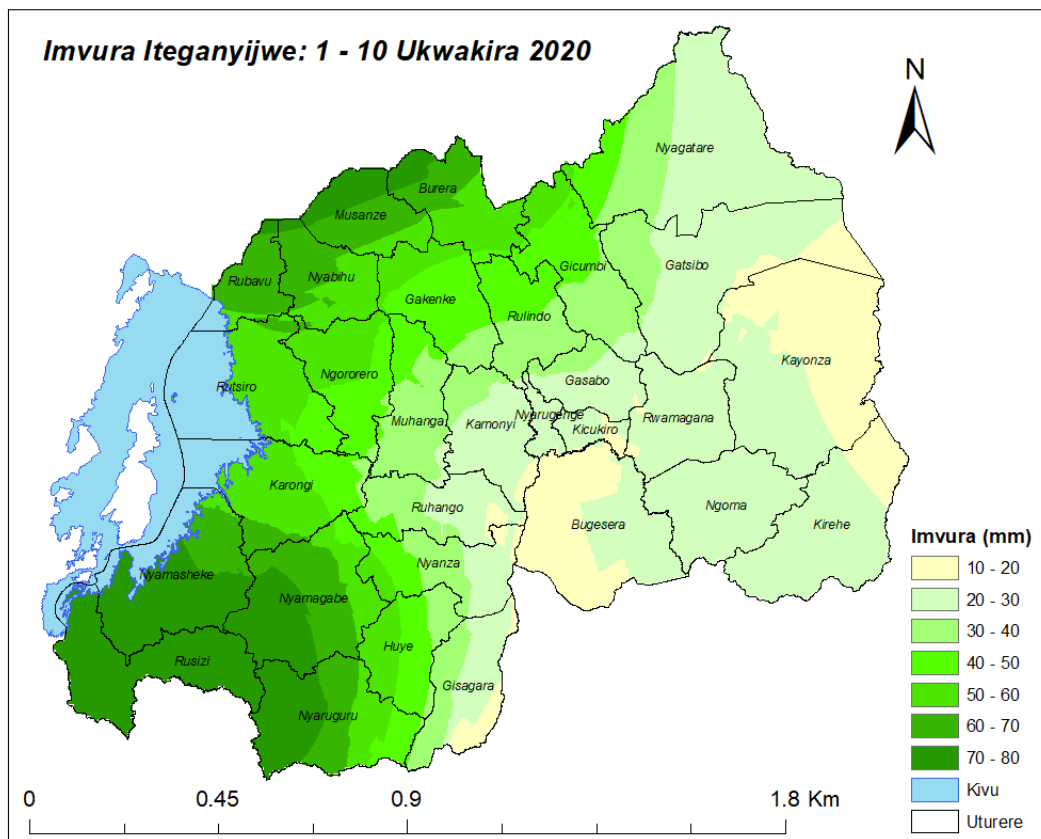 Imvura Iteganyijwe: 1 - 10 Ukwakira 2020
N
Nyagatare
Burera
Musanze
Gicumbi
Gatsibo
Rubavu
Nyabihu
Gakenke
Rulindo
Kayonza
Rutsiro
Ngororero
Gasabo
Muhanga
Kamonyi
Nyarugenge
Kicukiro
Rwamagana
Karongi
Ruhango
Bugesera
Ngoma
Kirehe
Nyanza
Nyamasheke
Nyamagabe
Huye
Rusizi
Gisagara
Nyaruguru
Imvura (mm)
10 - 20
20 - 30
30 - 40
40 - 50
50 - 60
60 - 70
70 - 80
Kivu
Uturere
0 0.45 0.9 1.8 Km